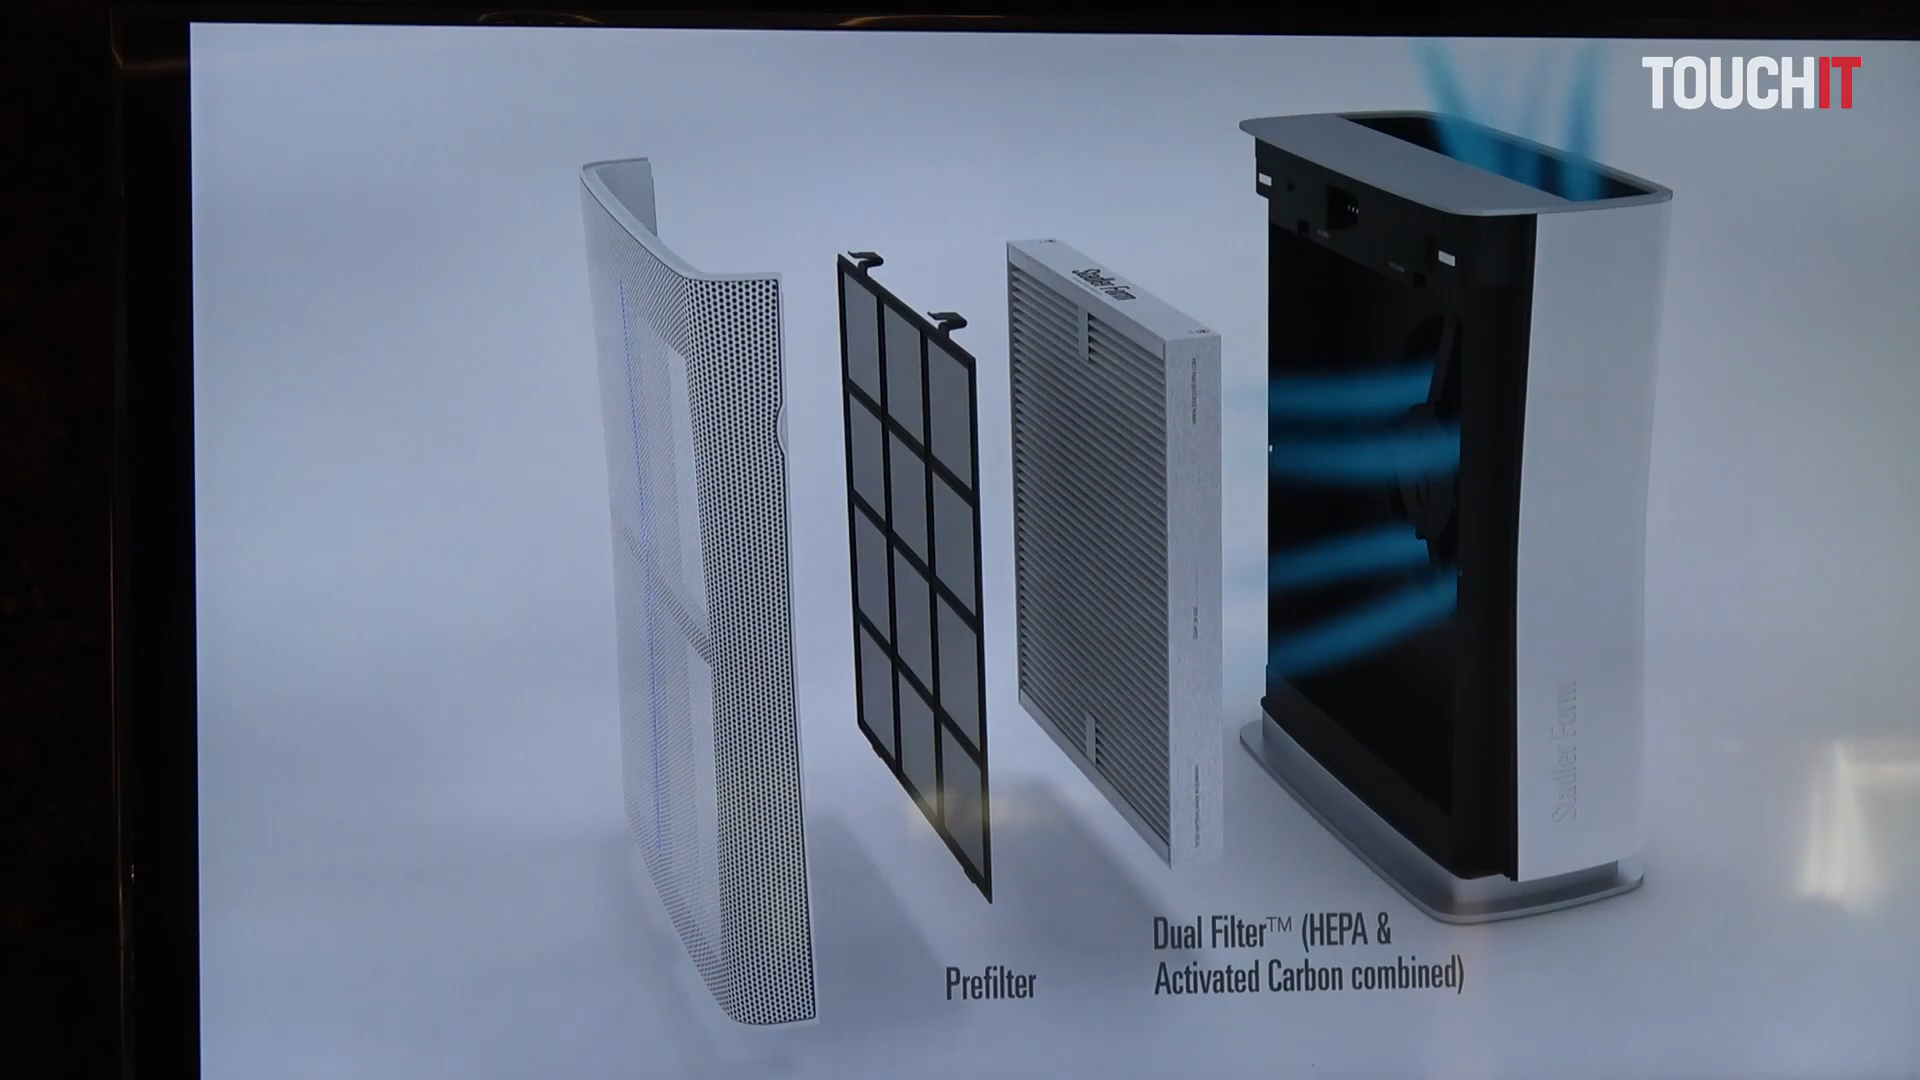 TOUCHIT
Stadler Form
Stadler Form
Prefilter
Dual Filter™ (HEPA &
Activated Carbon combined)